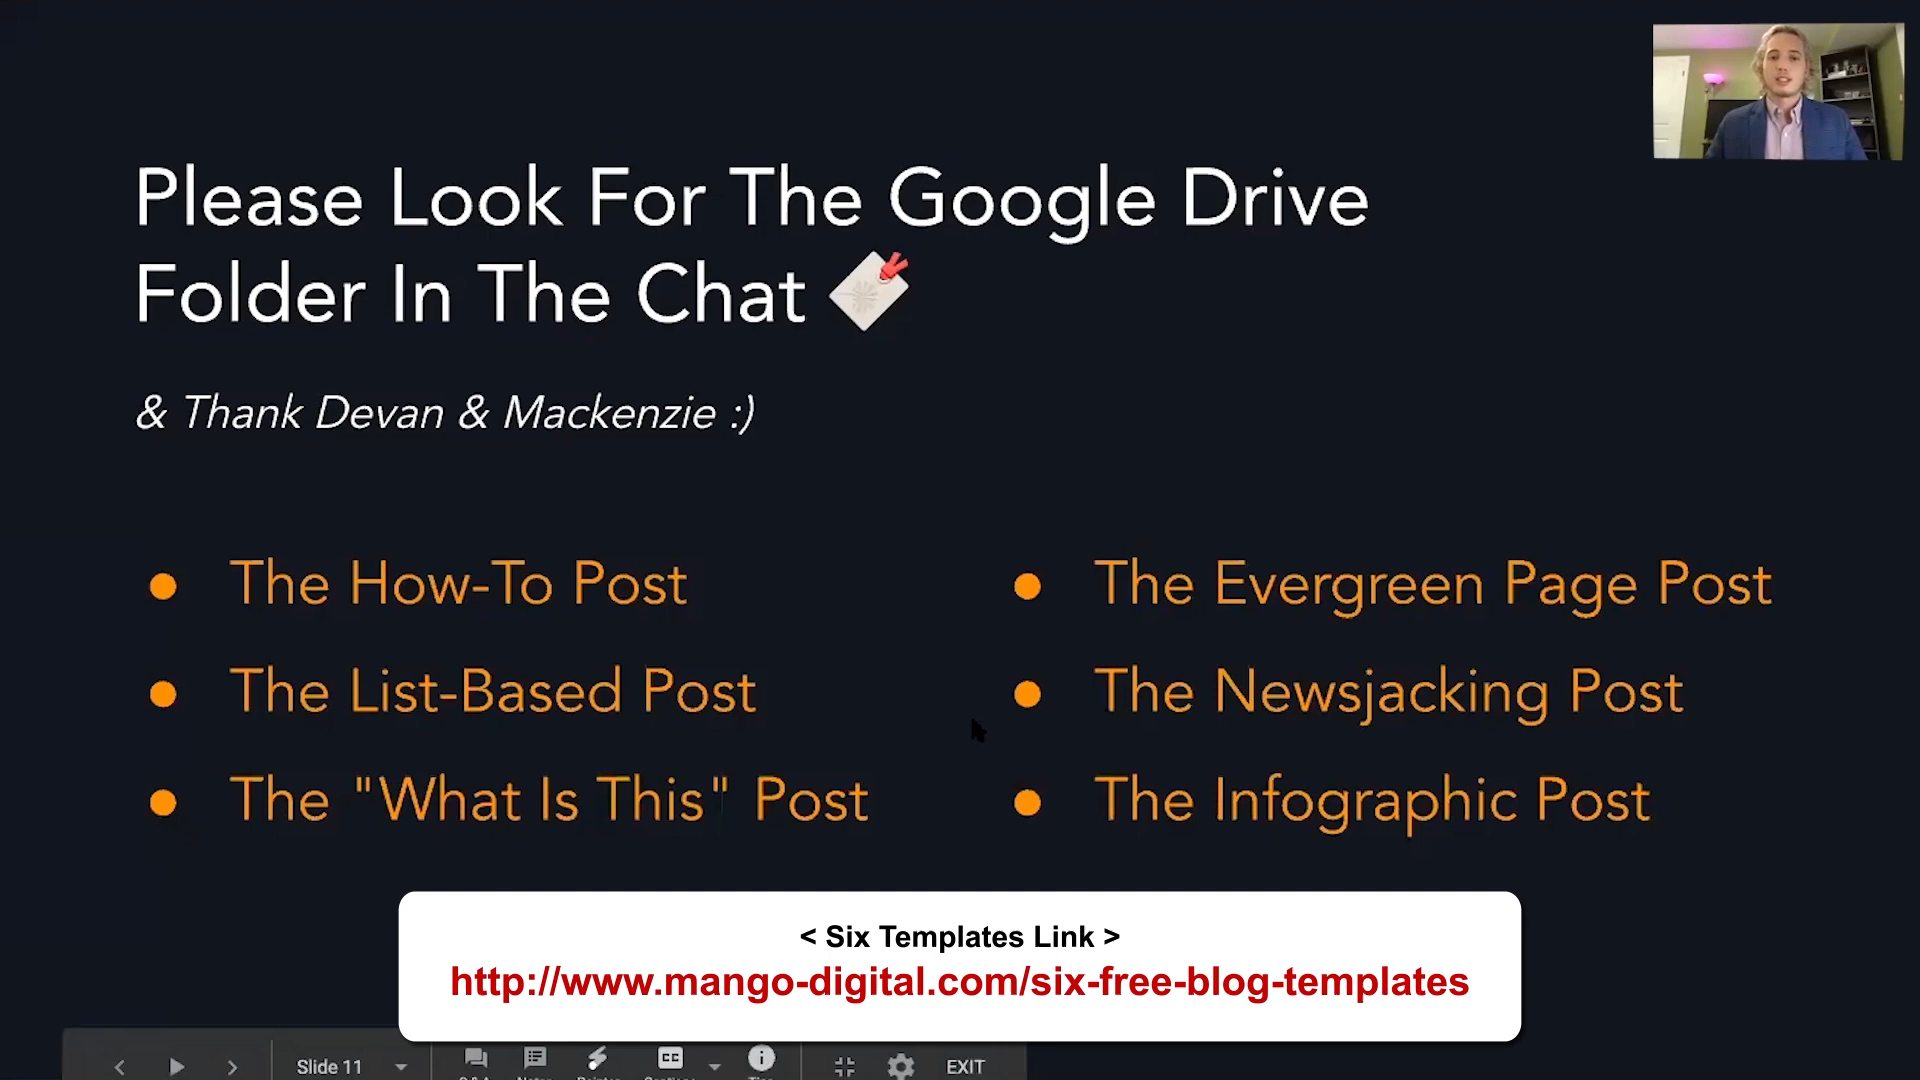 Please Look For The Google Drive
Folder In The Chat
& Thank Devan & Mackenzie :)
● The How-To Post
● The List-Based Post
● The "What Is This" Post
● The Evergreen Page Post
● The Newsjacking Post
● The Infographic Post
< Six Templates Link >
http://www.mango-digital.com/six-free-blog-templates
Slide 11
CC
EXIT